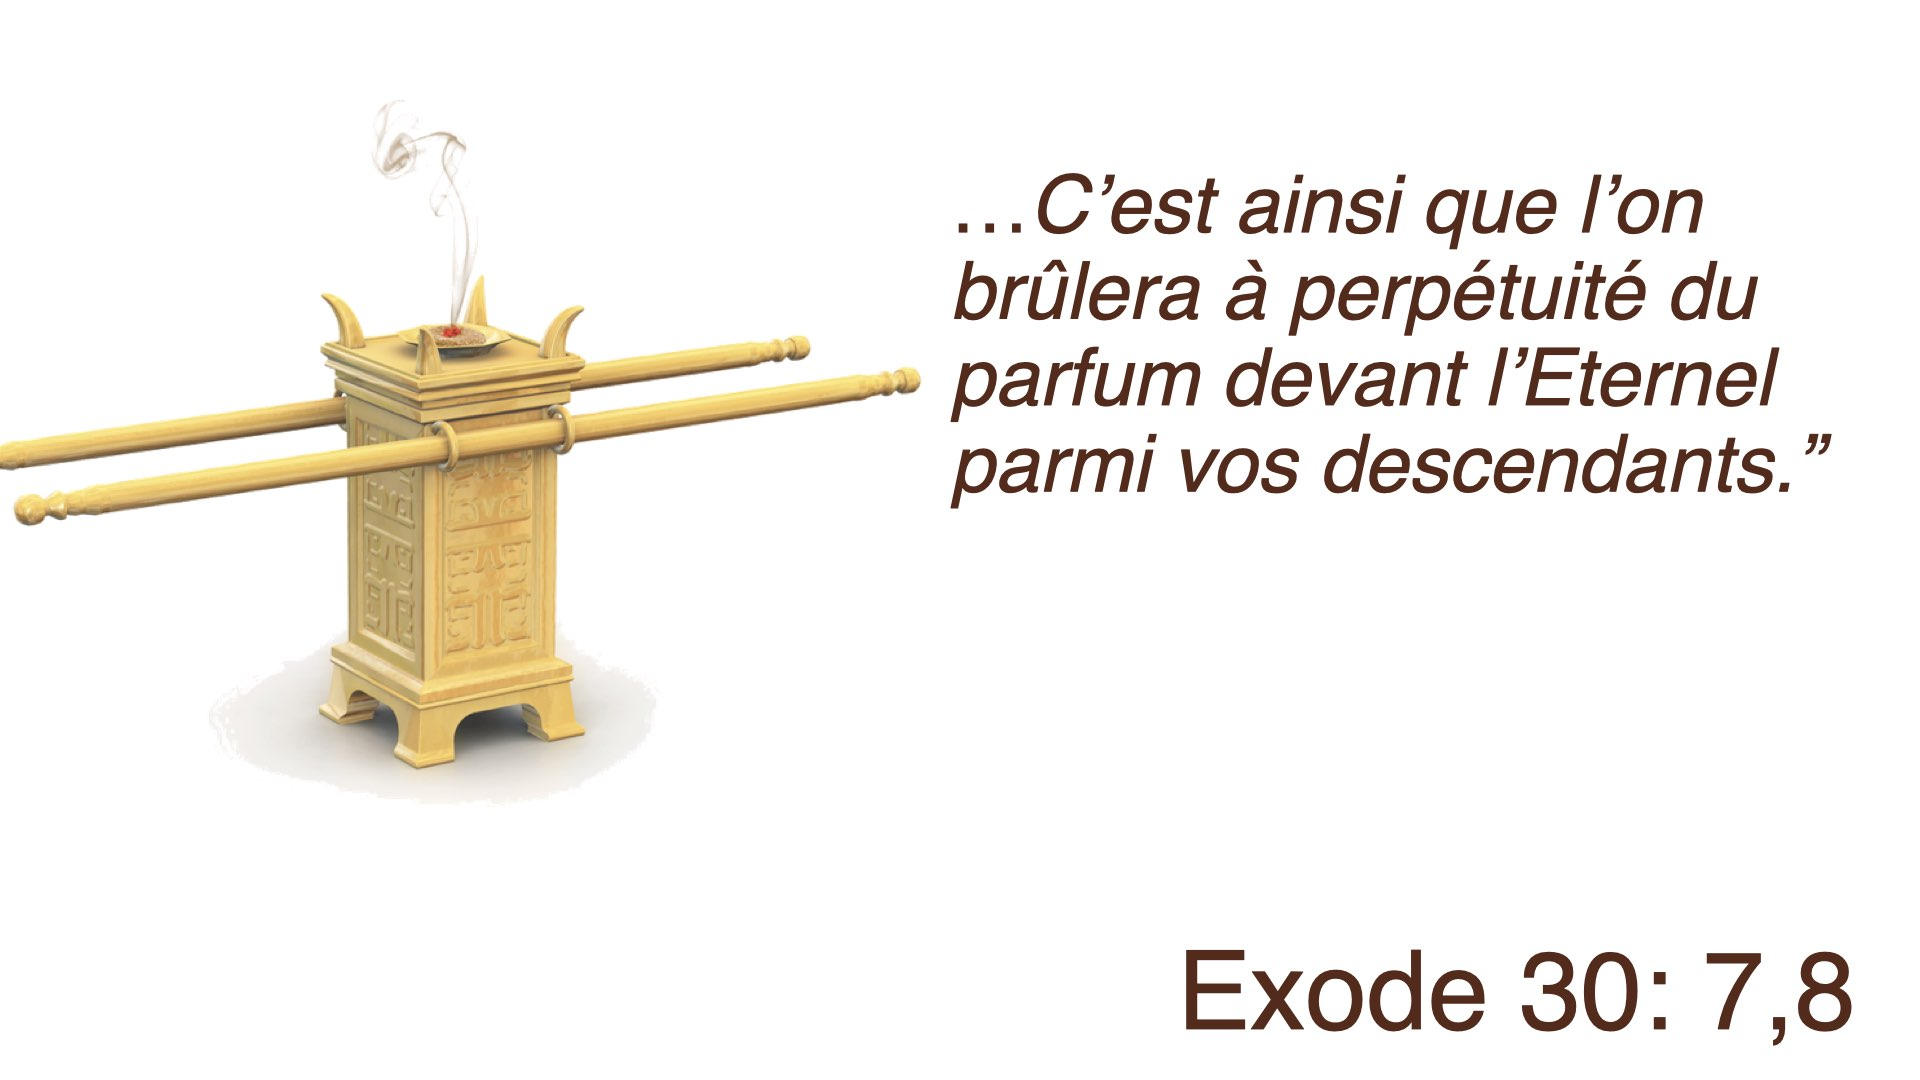 …C’est ainsi que l’on
brûlera à perpétuité du
parfum devant l’Eternel
parmi vos descendants.”
Exode 30: 7,8